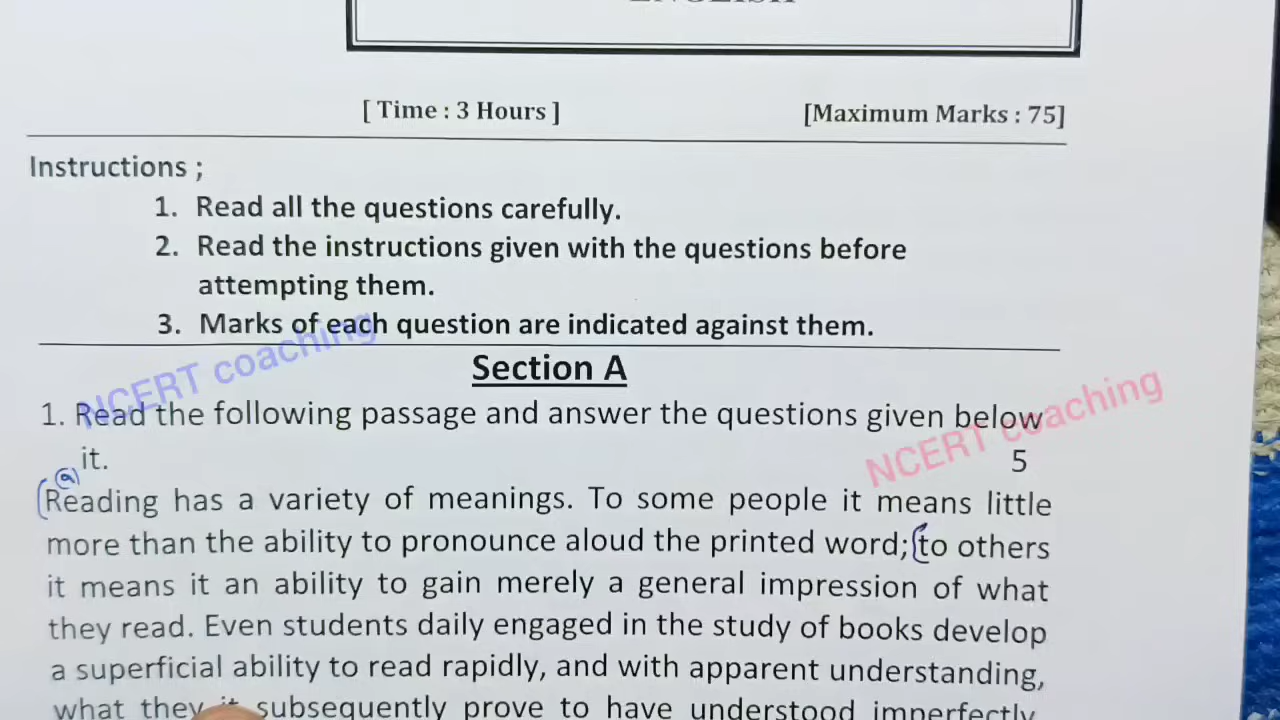 ENGLISH
[ Time : 3 Hours ] [Maximum Marks : 75]
Instructions ;
1. Read all the questions carefully.
2. Read the instructions given with the questions before
attempting them.
3. Marks of each question are indicated against them.
NCERT coaching
Section A
1. Read the following passage and answer the questions given below
NCERT coaching
it. 5
(a)
(Reading has a variety of meanings. To some people it means little
more than the ability to pronounce aloud the printed word; (to others
it means it an ability to gain merely a general impression of what
they read. Even students daily engaged in the study of books develop
a superficial ability to read rapidly, and with apparent understanding,
what they it subsequently prove to have understood imperfectly